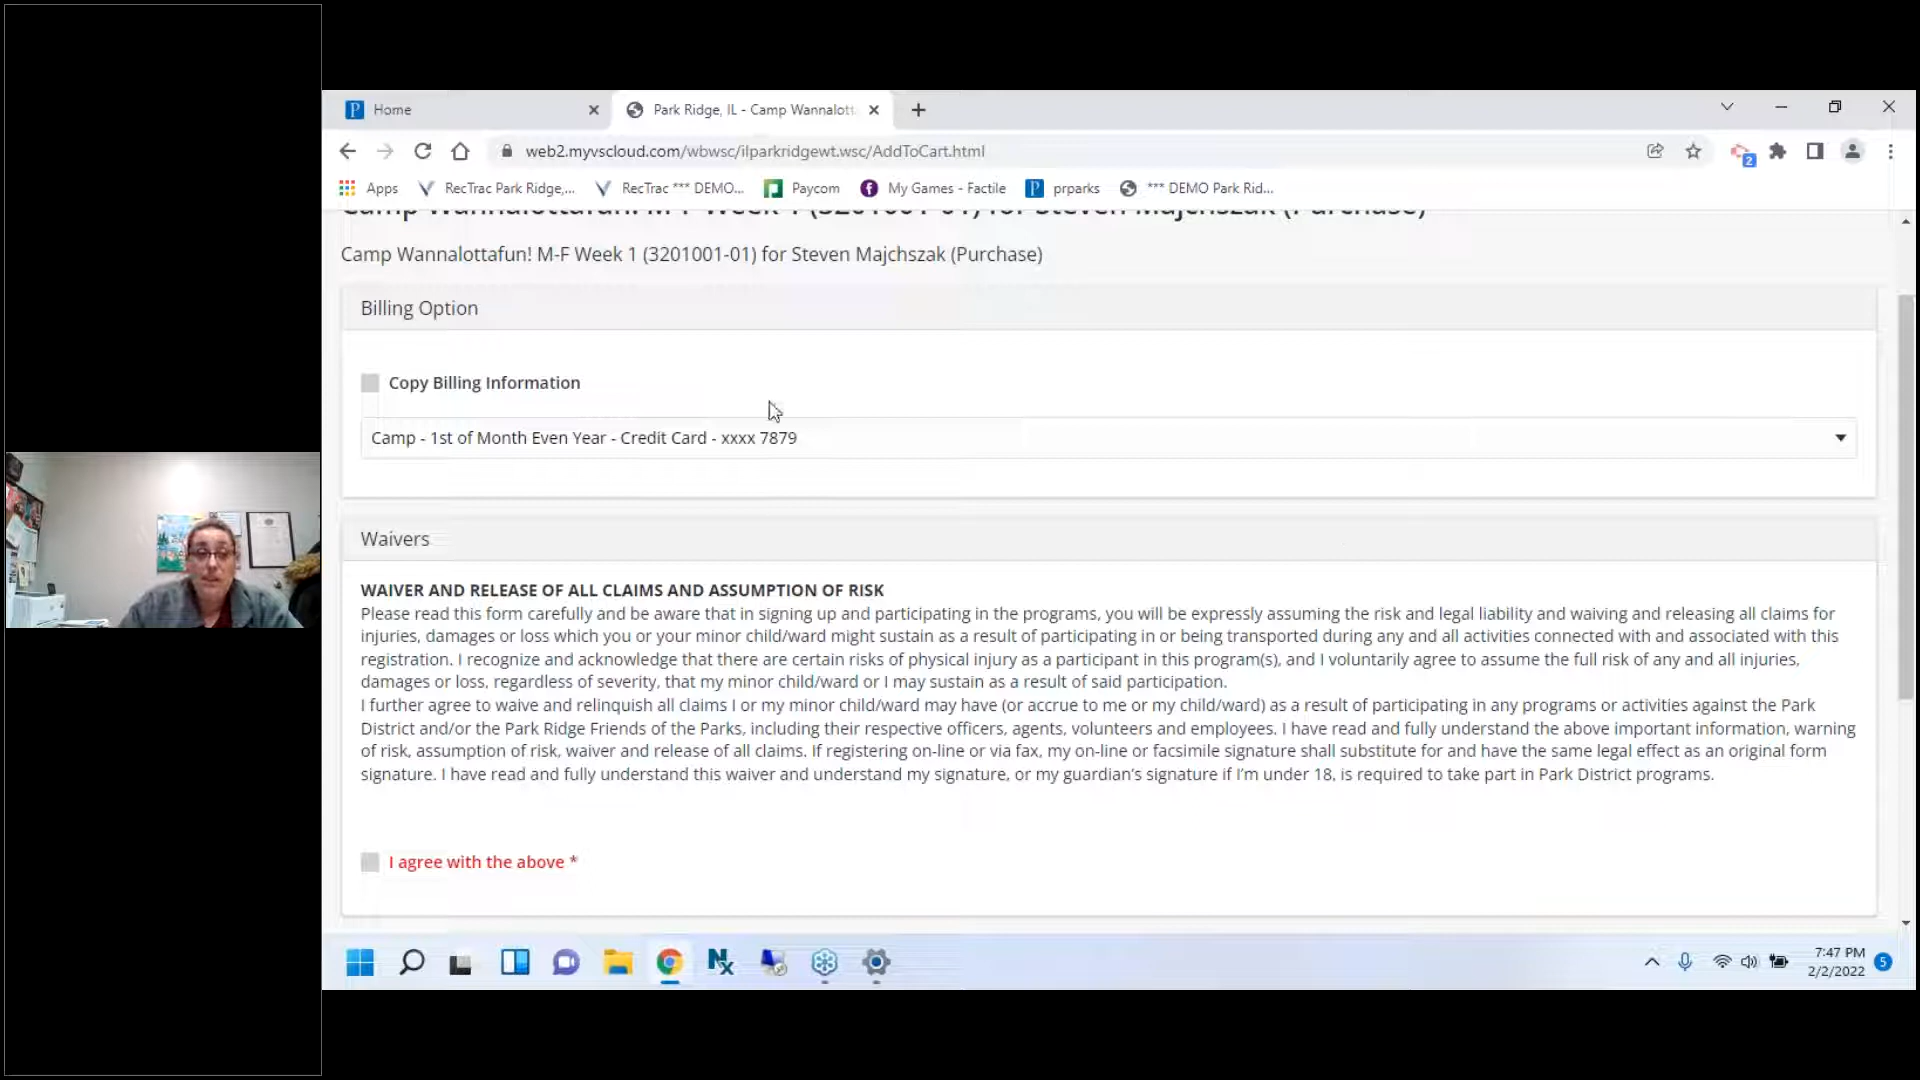 Home
Park Ridge, IL - Camp Wannalott
web2.myvscloud.com/wbwsc/ilparkridgewt.wsc/AddToCart.html
2
Apps
RecTrac Park Ridge,...
RecTrac *** DEMO...
Paycom
My Games - Factile
prparks
*** DEMO Park Rid...
Camp Wannalottafun! M-F Week 1 (3201001-01) for Steven Majchszak (Purchase)
Camp Wannalottafun! M-F Week 1 (3201001-01) for Steven Majchszak (Purchase)
Billing Option
Copy Billing Information
Camp - 1st of Month Even Year - Credit Card - xxxx 7879
Waivers
WAIVER AND RELEASE OF ALL CLAIMS AND ASSUMPTION OF RISK
Please read this form carefully and be aware that in signing up and participating in the programs, you will be expressly assuming the risk and legal liability and waiving and releasing all claims for
injuries, damages or loss which you or your minor child/ward might sustain as a result of participating in or being transported during any and all activities connected with and associated with this
registration. I recognize and acknowledge that there are certain risks of physical injury as a participant in this program(s), and I voluntarily agree to assume the full risk of any and all injuries,
damages or loss, regardless of severity, that my minor child/ward or I may sustain as a result of said participation.
I further agree to waive and relinquish all claims I or my minor child/ward may have (or accrue to me or my child/ward) as a result of participating in any programs or activities against the Park
District and/or the Park Ridge Friends of the Parks, including their respective officers, agents, volunteers and employees. I have read and fully understand the above important information, warning
of risk, assumption of risk, waiver and release of all claims. If registering on-line or via fax, my on-line or facsimile signature shall substitute for and have the same legal effect as an original form
signature. I have read and fully understand this waiver and understand my signature, or my guardian's signature if I'm under 18, is required to take part in Park District programs.
I agree with the above *
7:47 PM
2/2/2022
5